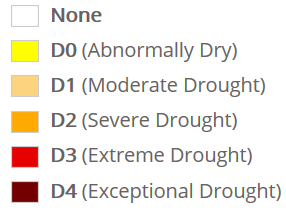 None
D0 (Abnormally Dry)
D1 (Moderate Drought)
D2 (Severe Drought)
D3 (Extreme Drought)
D4 (Exceptional Drought)